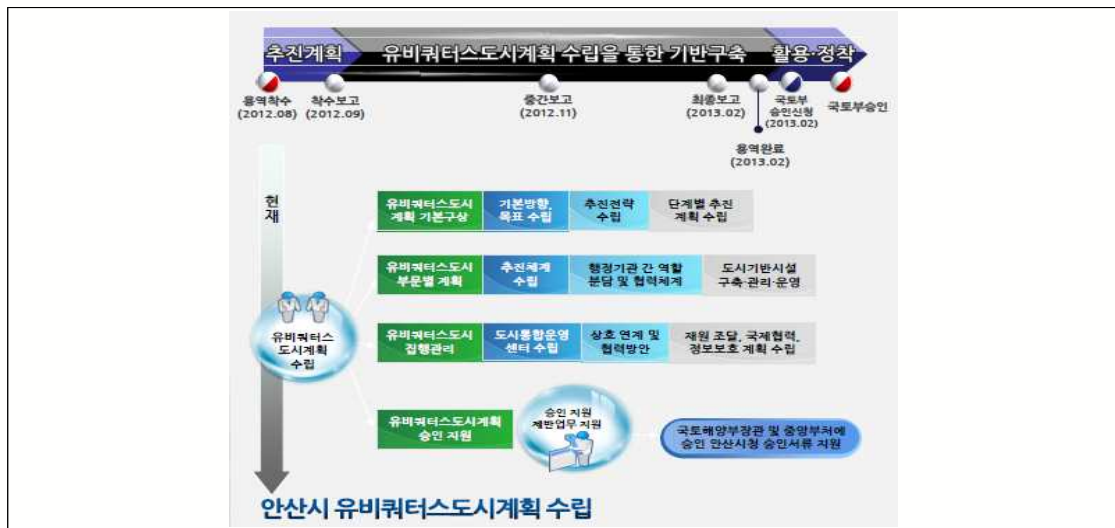 추진계획 유비쿼터스도시계획 수립을 통한 기반구축 활용·정착
용역착수
(2012.08)
착수보고
(2012.09)
중간보고
(2012.11)
최종보고
(2013.02)
국토부
승인신청
(2013.02)
국토부승인
용역완료
(2013.02)
현
재
유비쿼터스도시
계획 기본구상
기본방향,
목표 수립
추진전략
수립
단계별 추진
계획 수립
유비쿼터스도시
부문별 계획
추진체계
수립
행정기관 간 역할
분담 및 협력체계
도시기반시설
구축·관리·운영
유비쿼터스
도시계획
수립
유비쿼터스도시
집행관리
도시통합운영
센터 수립
상호 연계 및
협력방안
재원 조달, 국제협력,
정보보호 계획 수립
유비쿼터스도시계획
승인 지원
승인 지원
제반업무 지원
국토해양부장관 및 중앙부처에
승인 안산시청 승인서류 지원
안산시 유비쿼터스도시계획 수립